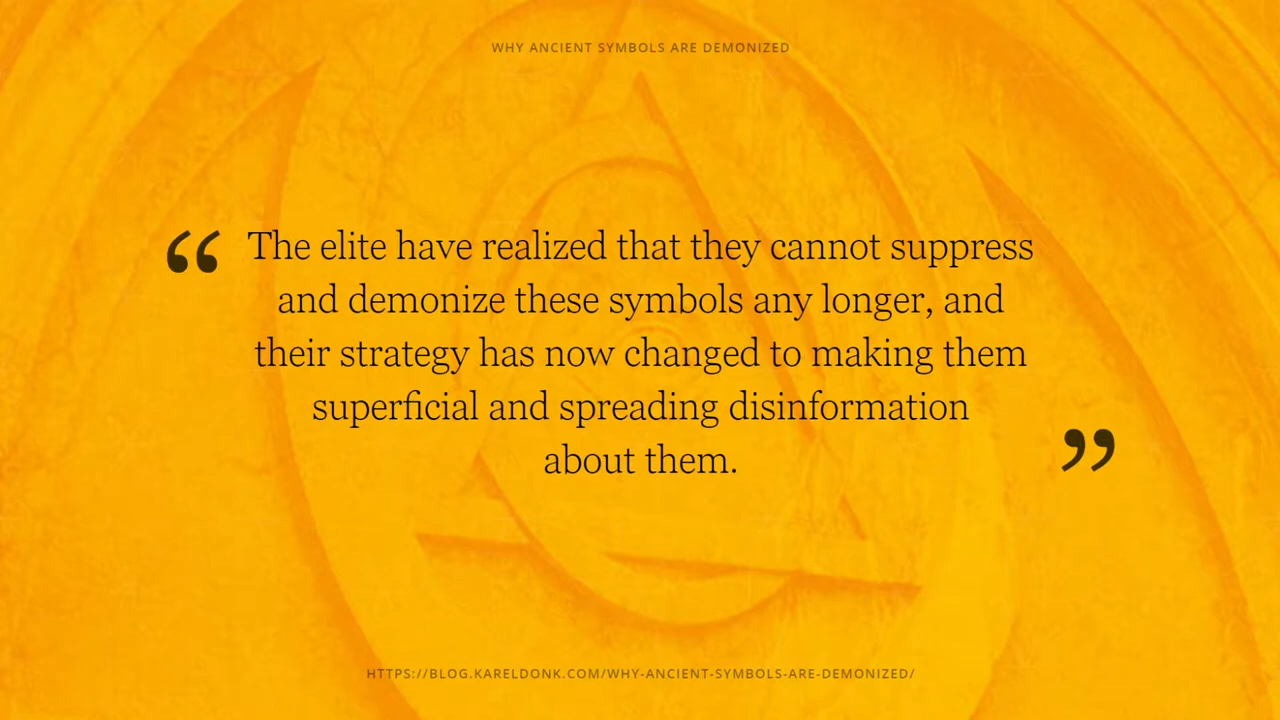 WHY ANCIENT SYMBOLS ARE DEMONIZED
“ The elite have realized that they cannot suppress
and demonize these symbols any longer, and
their strategy has now changed to making them
superficial and spreading disinformation
about them. ”
HTTPS://BLOG.KARELDONK.COM/WHY-ANCIENT-SYMBOLS-ARE-DEMONIZED/